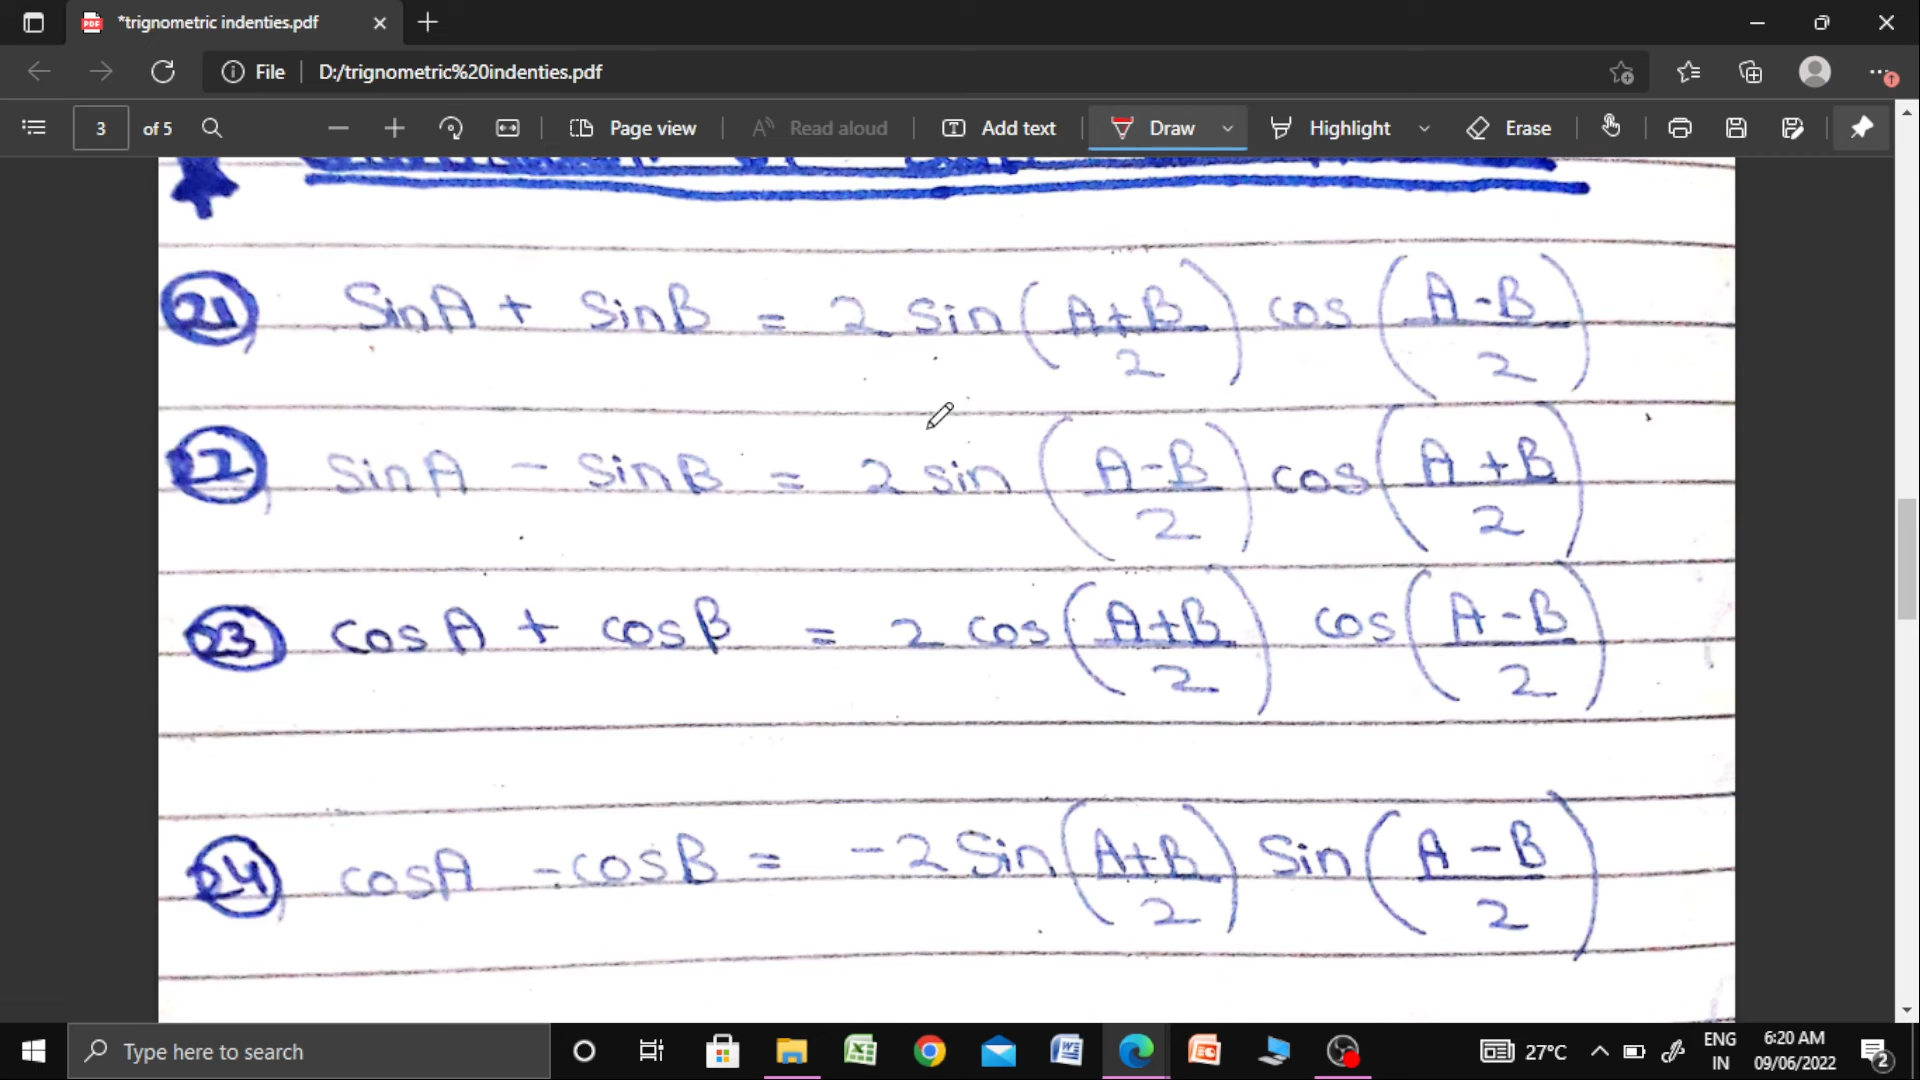 *trignometric indenties.pdf
File D:/trignometric%20indenties.pdf
3 of 5 Page view Read aloud Add text Draw Highlight Erase
21 SinA + sinB = 2 sin (A+B/2) cos (A-B/2)
22 sinA - sinB = 2 sin (A-B/2) cos (A+B/2)
23 cosA + cosB = 2 cos (A+B/2) cos (A-B/2)
24 cosA - cosB = -2 Sin (A+B/2) Sin (A-B/2)
Type here to search 27°C ENG IN 6:20 AM 09/06/2022 2